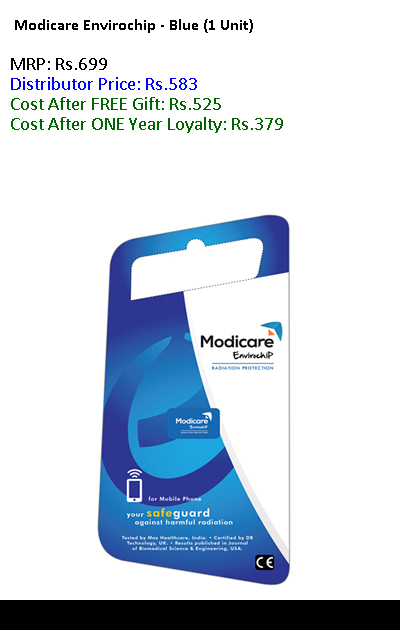 Modicare Envirochip - Blue (1 Unit)
MRP: Rs.699
Distributor Price: Rs.583
Cost After FREE Gift: Rs.525
Cost After ONE Year Loyalty: Rs.379
Modicare
EnvirochiP
RADIATION PROTECTION
Modicare
EnvirochiP
RADIATION PROTECTION
for Mobile Phone
your safeguard
against harmful radiation
Tested by Max Healthcare, India. • Certified by DB
Technology, UK. • Results published in Journal
of Biomedical Science & Engineering, USA.
CE